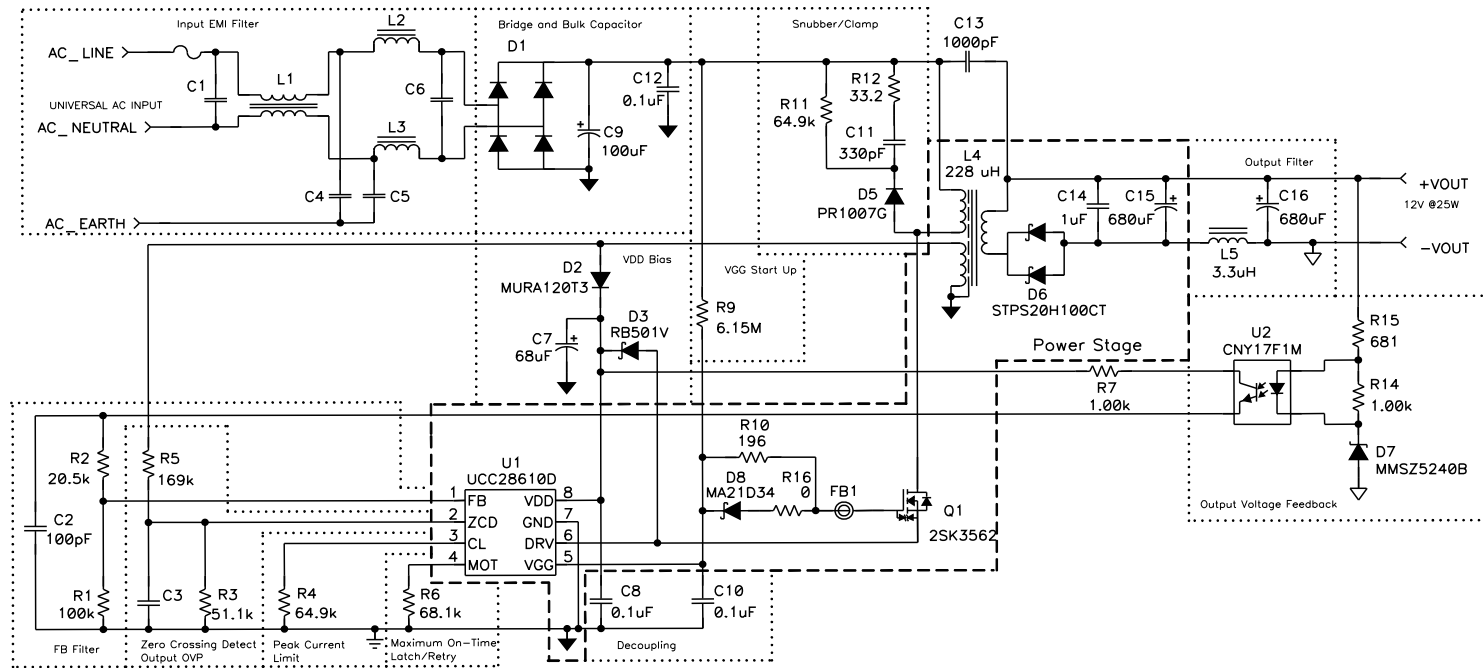 Input EMI Filter
L2
Bridge and Bulk Capacitor
D1
Snubber/Clamp
C13
1000pF
AC_LINE
C1
L1
C6
C12
0.1uF
R12
33.2
R11
64.9k
UNIVERSAL AC INPUT
AC_NEUTRAL
L3
C9
100uF
C11
330pF
C4
C5
D5
PR1007G
L4
228 uH
Output Filter
C14
1uF
C15
680uF
C16
680uF
+VOUT
12V @25W
-VOUT
AC_EARTH
L5
3.3uH
D6
STPS20H100CT
VDD Bias
VGG Start Up
D2
MURA120T3
D3
RB501V
C7
68uF
R9
6.15M
Power Stage
R7
1.00k
U2
CNY17F1M
R15
681
R14
1.00k
D7
MMSZ5240B
Output Voltage Feedback
R2
20.5k
R5
169k
U1
UCC28610D
1
FB
VDD
8
2
ZCD
GND
7
3
CL
DRV
6
4
MOT
VGG
5
R10
196
D8
MA21D34
R16
0
FB1
Q1
2SK3562
C2
100pF
R1
100k
C3
R3
51.1k
R4
64.9k
R6
68.1k
C8
0.1uF
C10
0.1uF
FB Filter
Zero Crossing Detect
Output OVP
Peak Current
Limit
Maximum On-Time
Latch/Retry
Decoupling